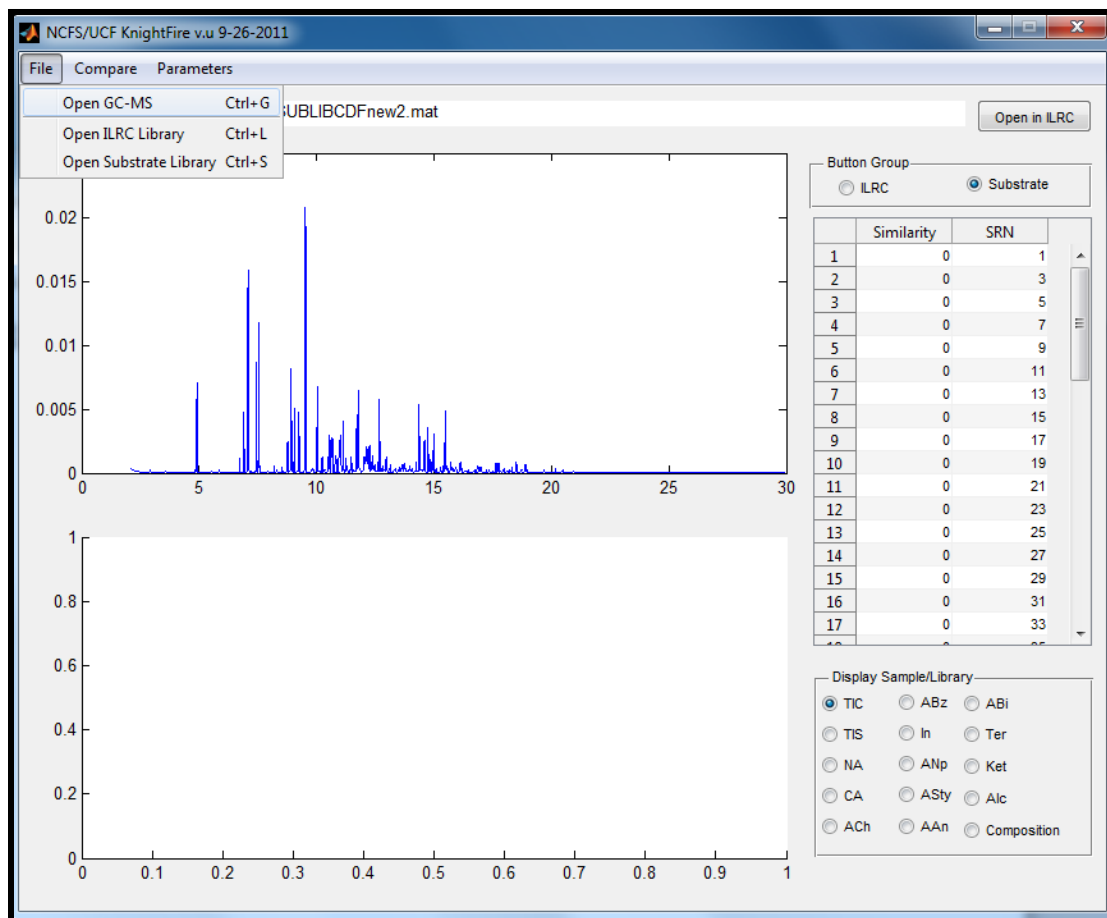 NCFS/UCF KnightFire v.u 9-26-2011
File Compare Parameters
Open GC-MS Ctrl+G
Open ILRC Library Ctrl+L
Open Substrate Library Ctrl+S
SUBLIBCDFnew2.mat
Open in ILRC
0.02
0.015
0.01
0.005
0
0 5 10 15 20 25 30
1
0.8
0.6
0.4
0.2
0
0 0.1 0.2 0.3 0.4 0.5 0.6 0.7 0.8 0.9 1
Button Group
ILRC Substrate
Similarity SRN
1 0 1
2 0 3
3 0 5
4 0 7
5 0 9
6 0 11
7 0 13
8 0 15
9 0 17
10 0 19
11 0 21
12 0 23
13 0 25
14 0 27
15 0 29
16 0 31
17 0 33
Display Sample/Library
TIC ABz ABi
TIS In Ter
NA ANp Ket
CA ASty Alc
ACh AAn Composition